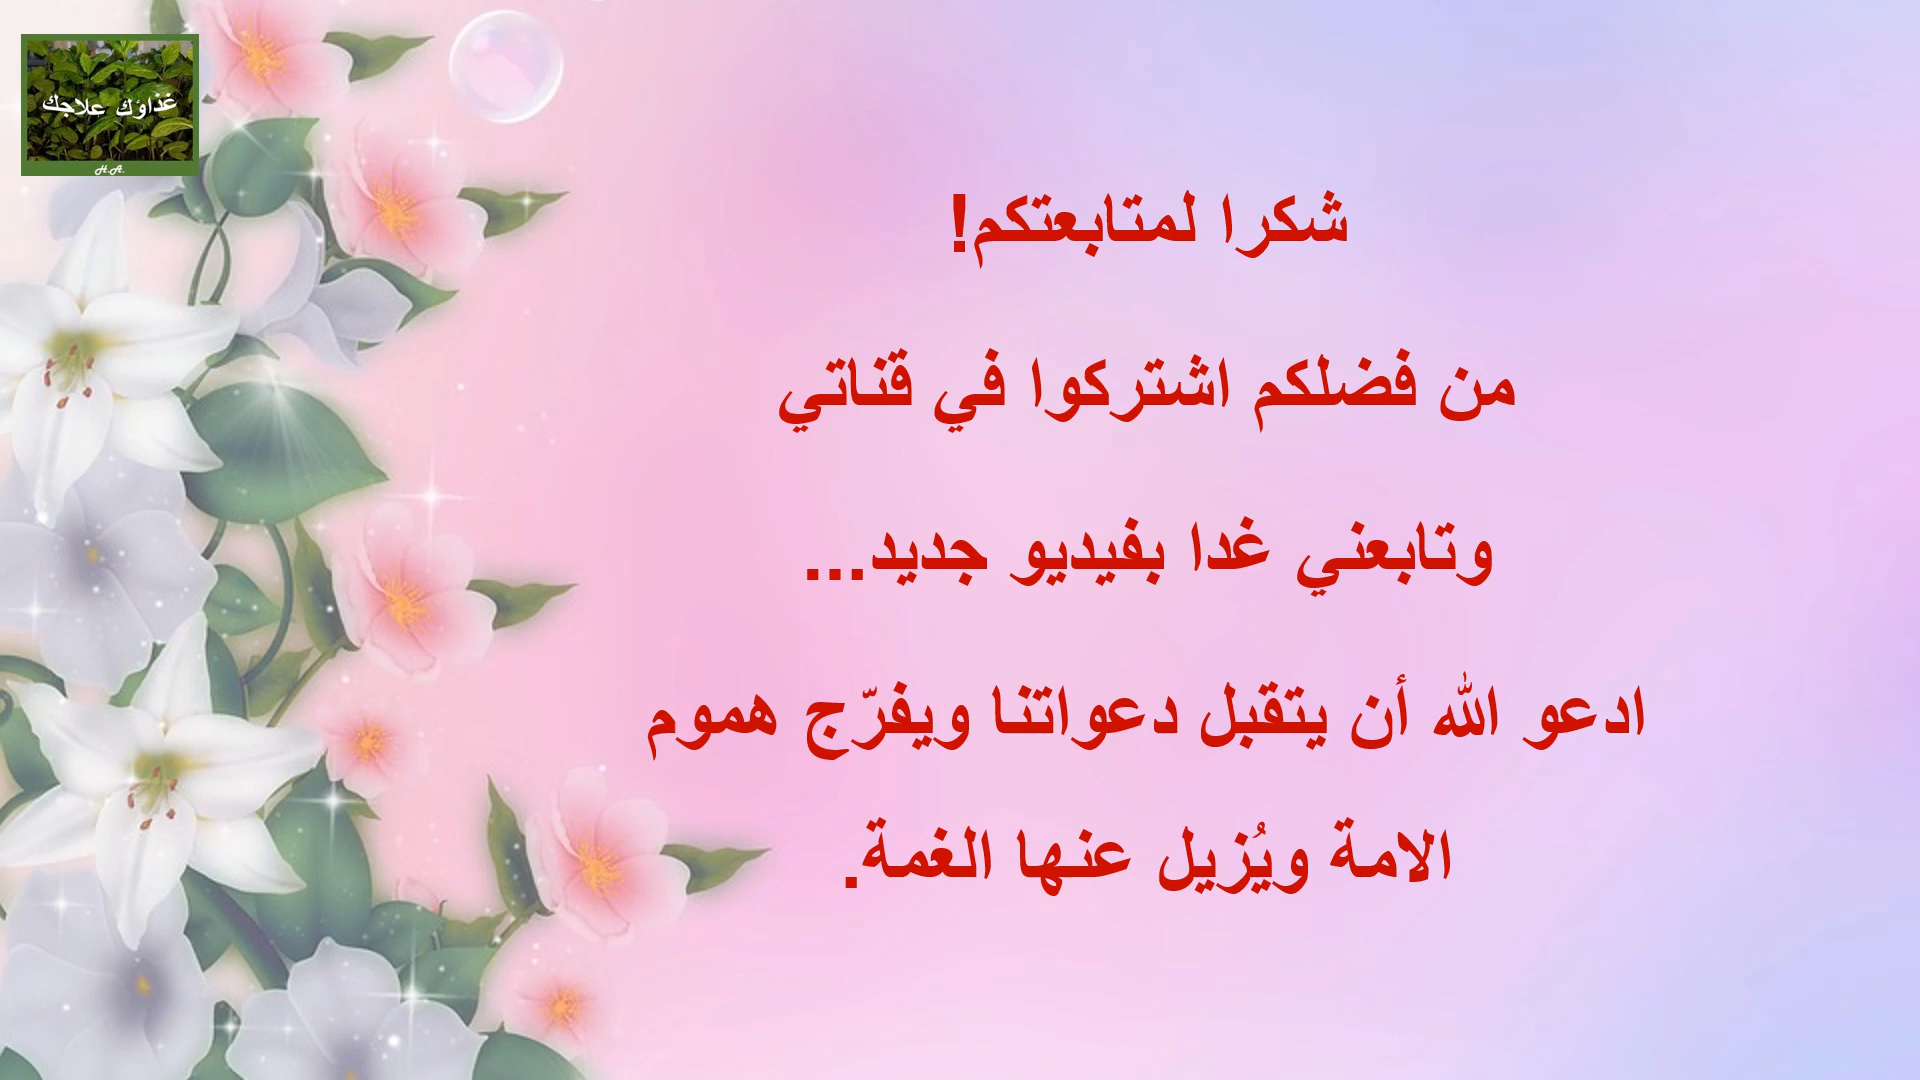 غذاؤك علاجك
H.A.
شكرا لمتابعتكم!
من فضلكم اشتركوا في قناتي
وتابعني غدا بفيديو جديد...
ادعو الله أن يتقبل دعواتنا ويفرّج هموم
الامة ويُزيل عنها الغمة.